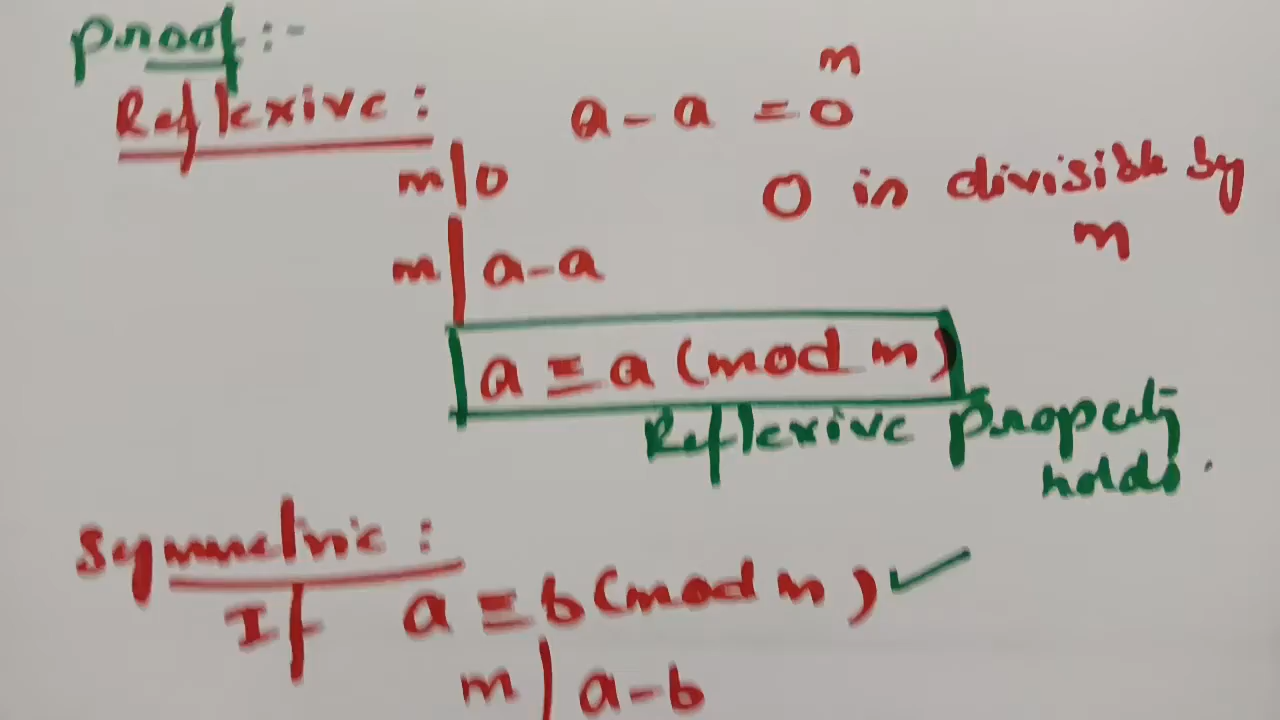 Proof:-
Reflexive:
a - a = 0
m
m | 0
0 is divisible by
m
m | a-a
a ≡ a (mod m)
Reflexive Property
holds.
Symmetric:
If a ≡ b (mod m) ✓
m | a-b